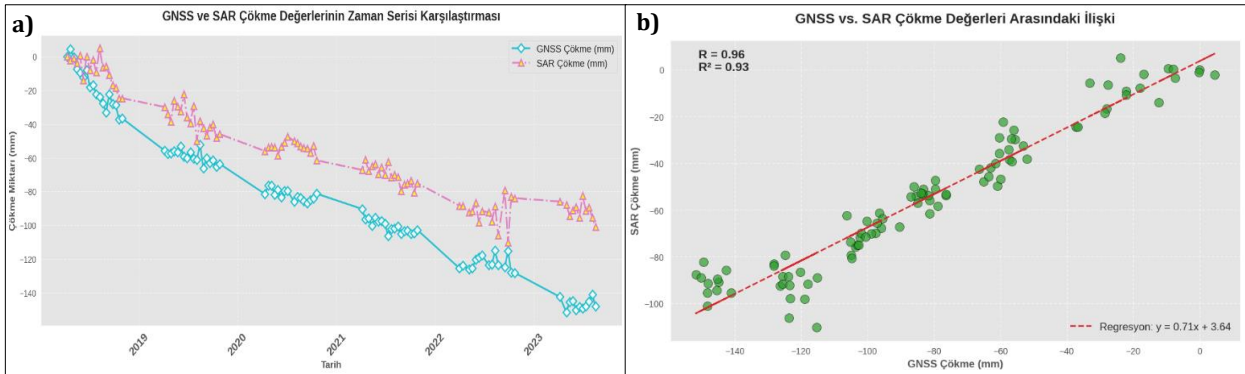 a)
GNSS ve SAR Çökme Değerlerinin Zaman Serisi Karşılaştırması
GNSS Çökme (mm)
SAR Çökme (mm)
Çökme Miktarı (mm)
0
−20
−40
−60
−80
−100
−120
−140
2019
2020
2021
2022
2023
Tarih
b)
GNSS vs. SAR Çökme Değerleri Arasındaki İlişki
R = 0.96
R² = 0.93
SAR Çökme (mm)
0
−20
−40
−60
−80
−100
Regresyon: y = 0.71x + 3.64
−140
−120
−100
−80
−60
−40
−20
0
GNSS Çökme (mm)